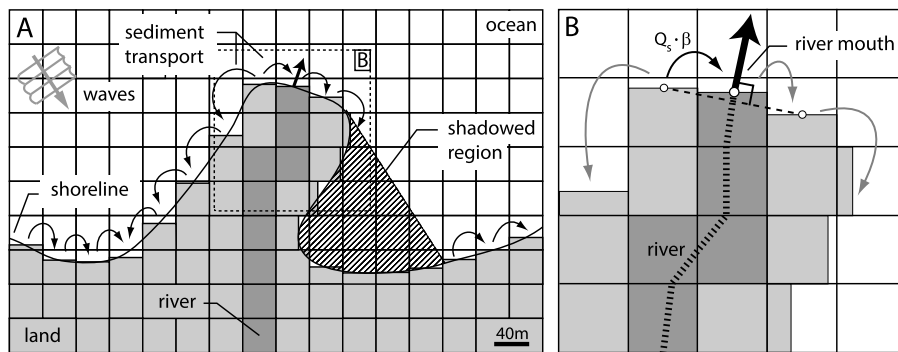 A
sediment
transport
ocean
B
waves
shadowed
region
shoreline
river
land
40m
B
Qs·β
river mouth
river